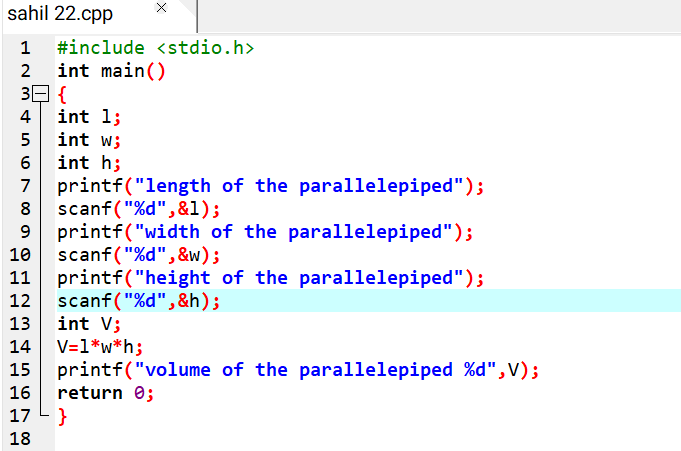 sahil 22.cpp
1 #include <stdio.h>
2 int main()
3 {
4 int l;
5 int w;
6 int h;
7 printf("length of the parallelepiped");
8 scanf("%d",&l);
9 printf("width of the parallelepiped");
10 scanf("%d",&w);
11 printf("height of the parallelepiped");
12 scanf("%d",&h);
13 int V;
14 V=l*w*h;
15 printf("volume of the parallelepiped %d",V);
16 return 0;
17 }
18